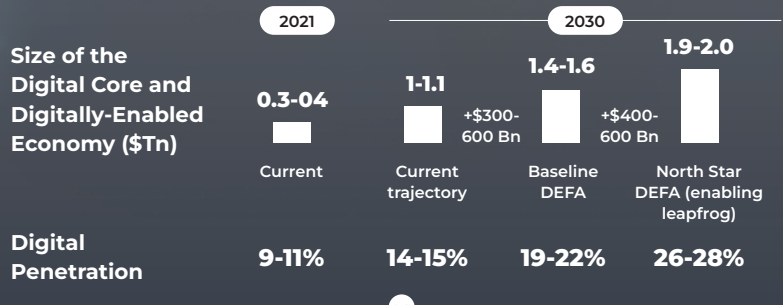 2021
2030
Size of the
Digital Core and
Digitally-Enabled
Economy ($Tn)
0.3-04
1-1.1
1.4-1.6
1.9-2.0
+$300-
600 Bn
+$400-
600 Bn
Current
Current
trajectory
Baseline
DEFA
North Star
DEFA (enabling
leapfrog)
Digital
Penetration
9-11%
14-15%
19-22%
26-28%